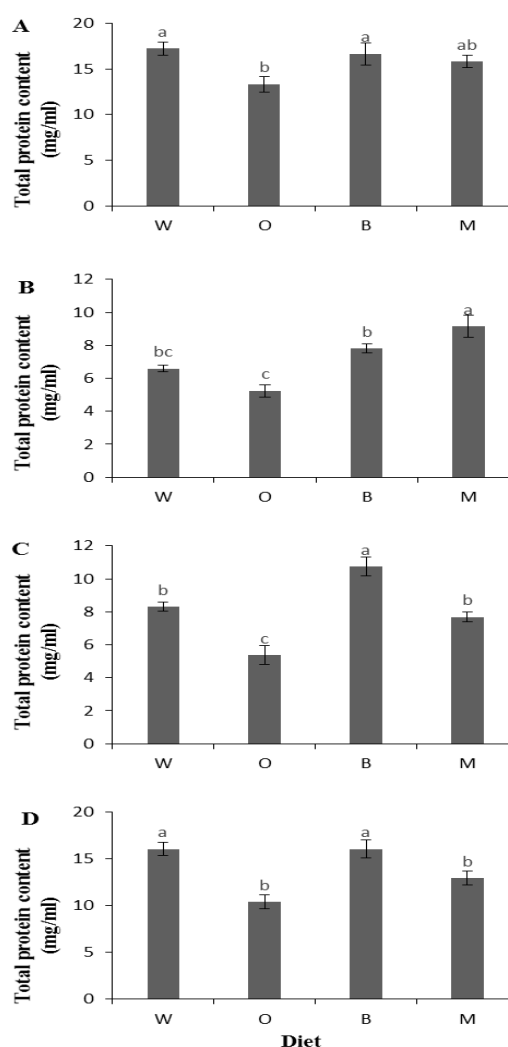 A
Total protein content
(mg/ml)
20
15
10
5
0
a
b
a
ab
W O B M
B
Total protein content
(mg/ml)
12
10
8
6
4
2
0
bc
c
b
a
W O B M
C
Total protein content
(mg/ml)
12
10
8
6
4
2
0
b
c
a
b
W O B M
D
Total protein content
(mg/ml)
20
15
10
5
0
a
b
a
b
W O B M
Diet